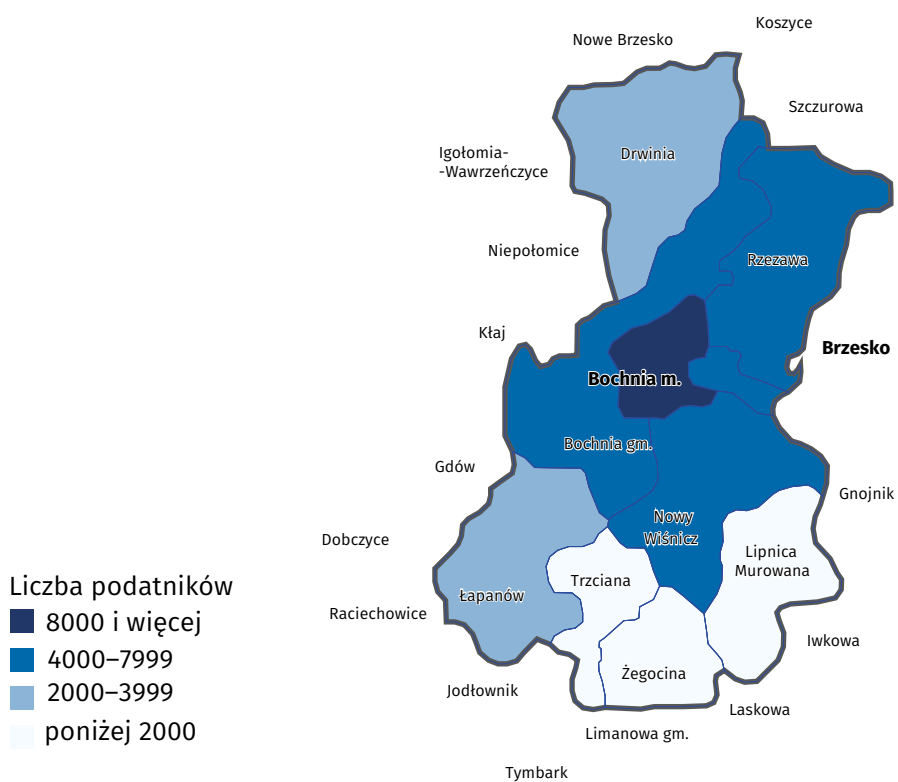 Koszyce
Nowe Brzesko
Szczurowa
Igołomia-
-Wawrzeńczyce
Drwinia
Niepołomice
Rzezawa
Kłaj
Brzesko
Bochnia m.
Bochnia gm.
Gdów
Gnojnik
Nowy
Wiśnicz
Dobczyce
Lipnica
Murowana
Liczba podatników
Trzciana
Łapanów
Raciechowice
8000 i więcej
Iwkowa
4000–7999
Żegocina
2000–3999
Jodłownik
Laskowa
poniżej 2000
Limanowa gm.
Tymbark